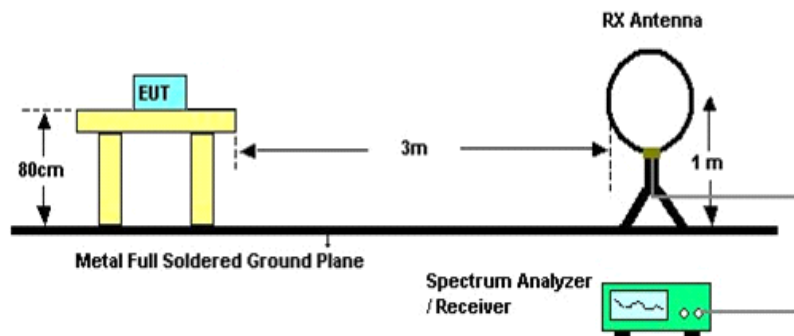 RX Antenna
EUT
3m
80cm
1 m
Metal Full Soldered Ground Plane
Spectrum Analyzer
/ Receiver